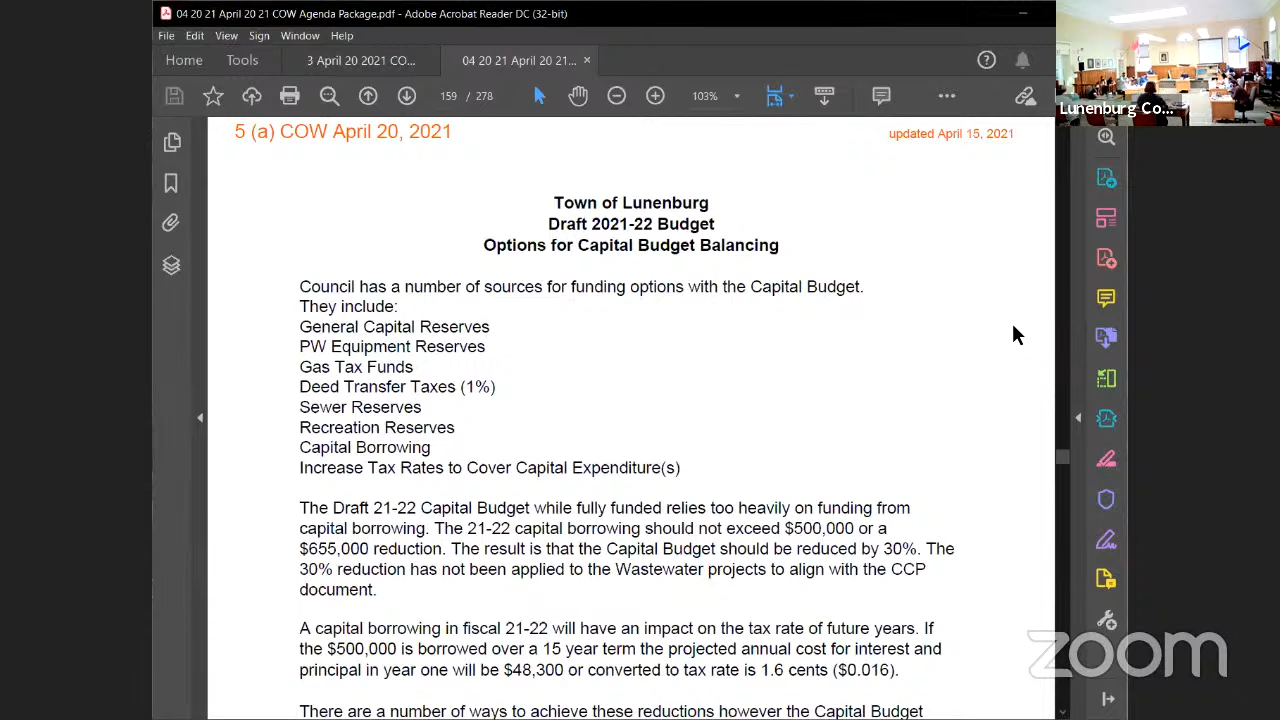 04 20 21 April 20 21 COW Agenda Package.pdf - Adobe Acrobat Reader DC (32-bit)
File Edit View Sign Window Help
Home Tools 3 April 20 2021 CO... 04 20 21 April 20 21... ×
159 / 278 103%
Lunenburg Co...
5 (a) COW April 20, 2021
updated April 15, 2021
Town of Lunenburg
Draft 2021-22 Budget
Options for Capital Budget Balancing
Council has a number of sources for funding options with the Capital Budget.
They include:
General Capital Reserves
PW Equipment Reserves
Gas Tax Funds
Deed Transfer Taxes (1%)
Sewer Reserves
Recreation Reserves
Capital Borrowing
Increase Tax Rates to Cover Capital Expenditure(s)
The Draft 21-22 Capital Budget while fully funded relies too heavily on funding from
capital borrowing. The 21-22 capital borrowing should not exceed $500,000 or a
$655,000 reduction. The result is that the Capital Budget should be reduced by 30%. The
30% reduction has not been applied to the Wastewater projects to align with the CCP
document.
A capital borrowing in fiscal 21-22 will have an impact on the tax rate of future years. If
the $500,000 is borrowed over a 15 year term the projected annual cost for interest and
principal in year one will be $48,300 or converted to tax rate is 1.6 cents ($0.016).
There are a number of ways to achieve these reductions however the Capital Budget
zoom